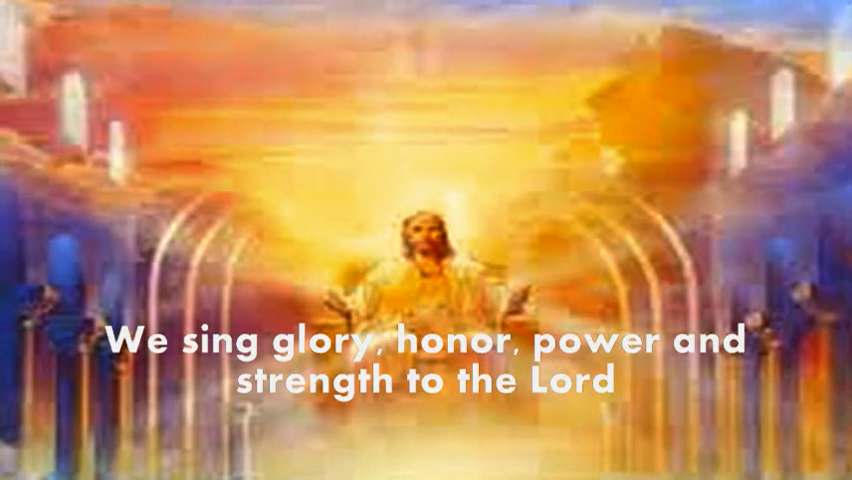 We sing glory, honor, power and
strength to the Lord